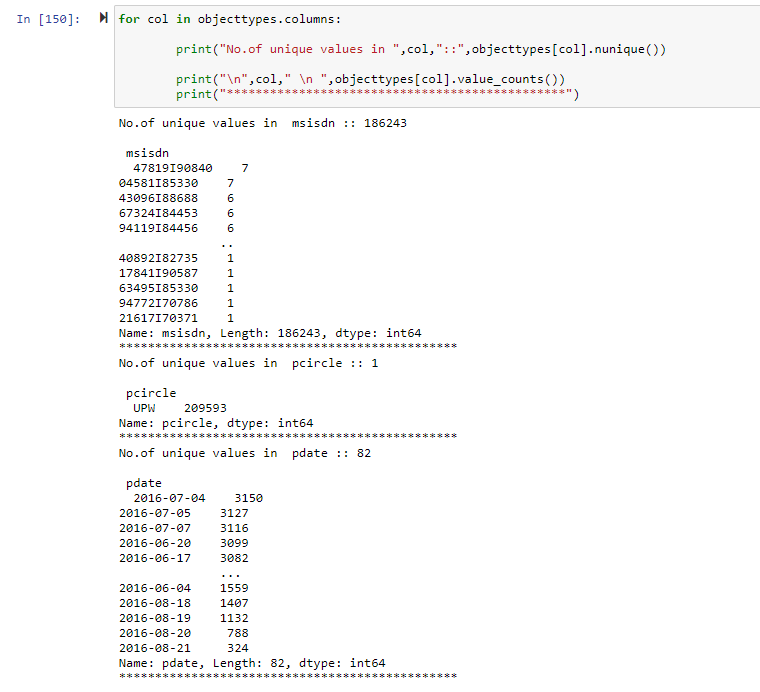 In [150]:
for col in objecttypes.columns:
print("No.of unique values in ",col,"::",objecttypes[col].nunique())
print("\n",col," \n ",objecttypes[col].value_counts())
print("***********************************************")
No.of unique values in  msisdn :: 186243
msisdn
47819I90840    7
04581I85330    7
43096I88688    6
67324I84453    6
94119I84456    6
..
40892I82735    1
17841I90587    1
63495I85330    1
94772I70786    1
21617I70371    1
Name: msisdn, Length: 186243, dtype: int64
***********************************************
No.of unique values in  pcircle :: 1
pcircle
UPW    209593
Name: pcircle, dtype: int64
***********************************************
No.of unique values in  pdate :: 82
pdate
2016-07-04    3150
2016-07-05    3127
2016-07-07    3116
2016-06-20    3099
2016-06-17    3082
...
2016-06-04    1559
2016-08-18    1407
2016-08-19    1132
2016-08-20     788
2016-08-21     324
Name: pdate, Length: 82, dtype: int64
***********************************************